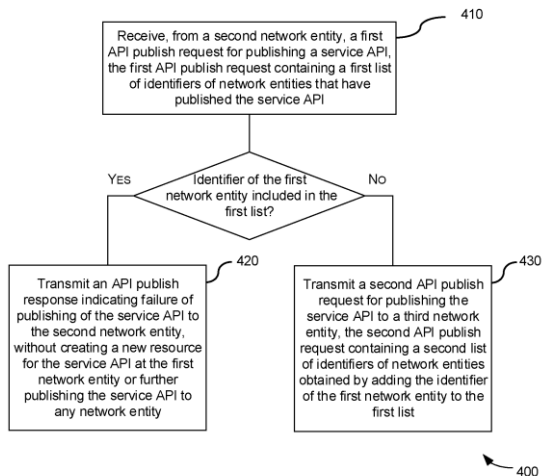 410
Receive, from a second network entity, a first
API publish request for publishing a service API,
the first API publish request containing a first list
of identifiers of network entities that have
published the service API
YES
Identifier of the first
network entity included in the
first list?
NO
420
Transmit an API publish
response indicating failure of
publishing of the service API to
the second network entity,
without creating a new resource
for the service API at the first
network entity or further
publishing the service API to
any network entity
430
Transmit a second API publish
request for publishing the
service API to a third network
entity, the second API publish
request containing a second list
of identifiers of network entities
obtained by adding the identifier
of the first network entity to the
first list
400